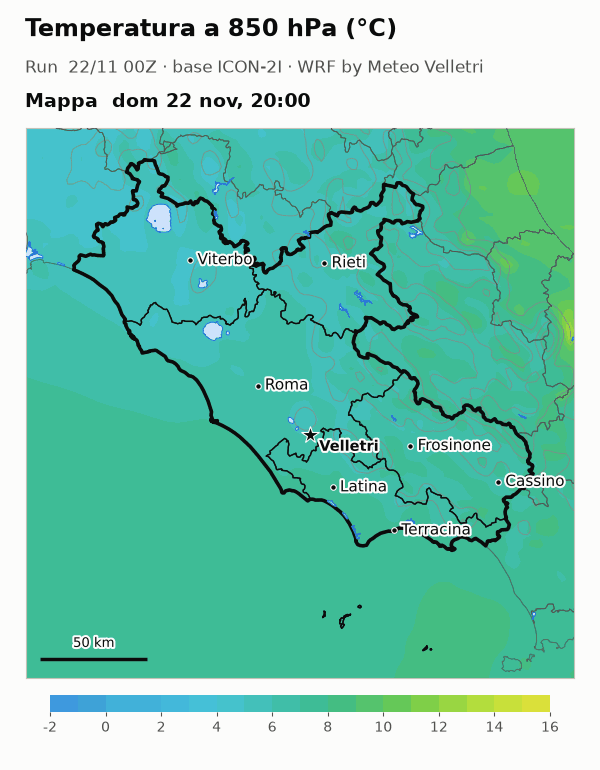 Temperatura a 850 hPa (°C)
Run  22/11 00Z · base ICON-2I · WRF by Meteo Velletri
Mappa  dom 22 nov, 20:00
Viterbo
Rieti
Roma
Velletri
Frosinone
Latina
Cassino
Terracina
50 km
-2 0 2 4 6 8 10 12 14 16